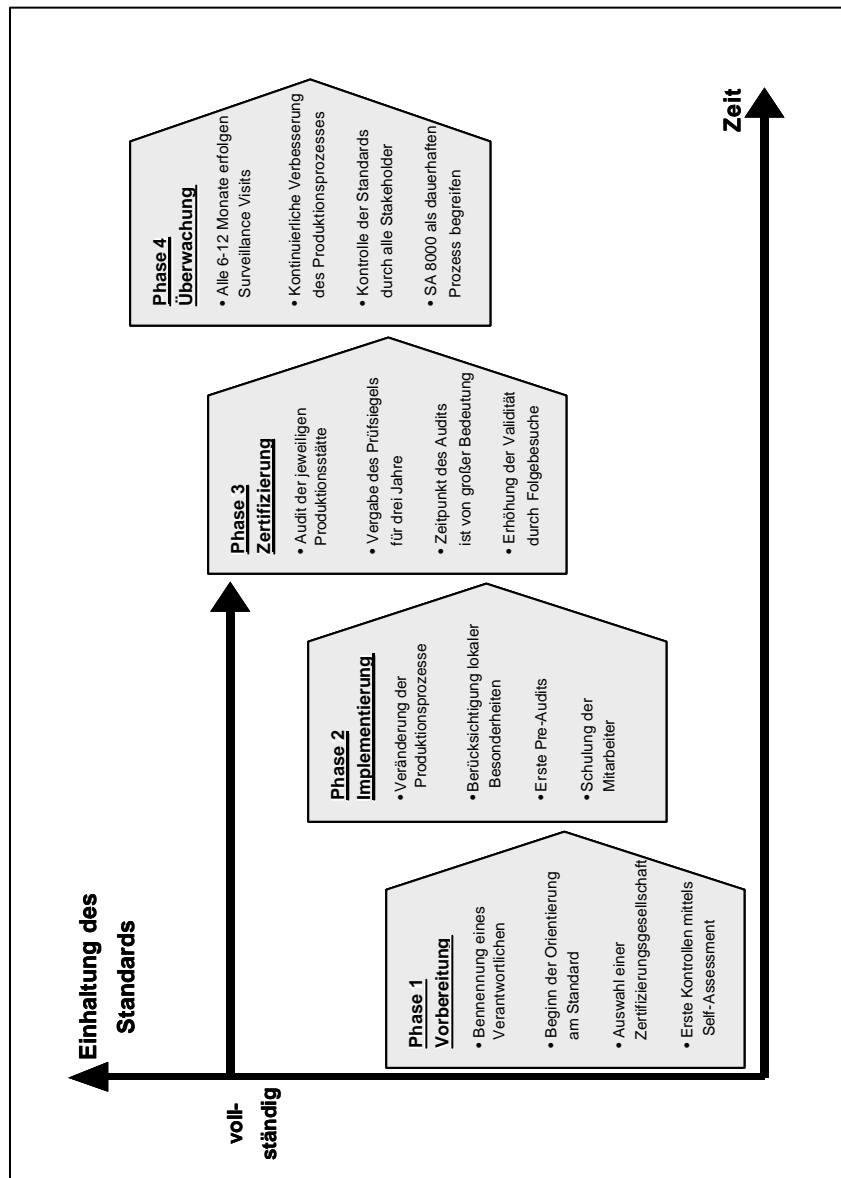 Einhaltung des
Standards
voll-
ständig
Phase 1
Vorbereitung
• Bennennung eines
Verantwortlichen
• Beginn der Orientierung
am Standard
• Auswahl einer
Zertifizierungsgesellschaft
• Erste Kontrollen mittels
Self-Assessment
Phase 2
Implementierung
• Veränderung der
Produktionsprozesse
• Berücksichtigung lokaler
Besonderheiten
• Erste Pre-Audits
• Schulung der
Mitarbeiter
Phase 3
Zertifizierung
• Audit der jeweiligen
Produktionsstätte
• Vergabe des Prüfsiegels
für drei Jahre
• Zeitpunkt des Audits
ist von großer Bedeutung
• Erhöhung der Validität
durch Folgebesuche
Phase 4
Überwachung
• Alle 6-12 Monate erfolgen
Surveillance Visits
• Kontinuierliche Verbesserung
des Produktionsprozesses
• Kontrolle der Standards
durch alle Stakeholder
• SA 8000 als dauerhaften
Prozess begreifen
Zeit